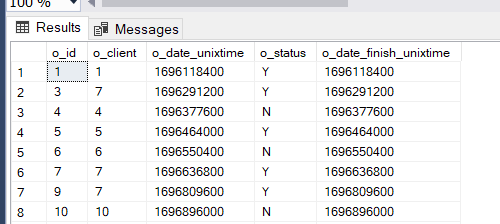 100 %
Results Messages
o_id o_client o_date_unixtime o_status o_date_finish_unixtime
1 1 1 1696118400 Y 1696118400
2 3 7 1696291200 Y 1696291200
3 4 4 1696377600 N 1696377600
4 5 5 1696464000 Y 1696464000
5 6 6 1696550400 N 1696550400
6 7 7 1696636800 Y 1696636800
7 9 7 1696809600 Y 1696809600
8 10 10 1696896000 N 1696896000